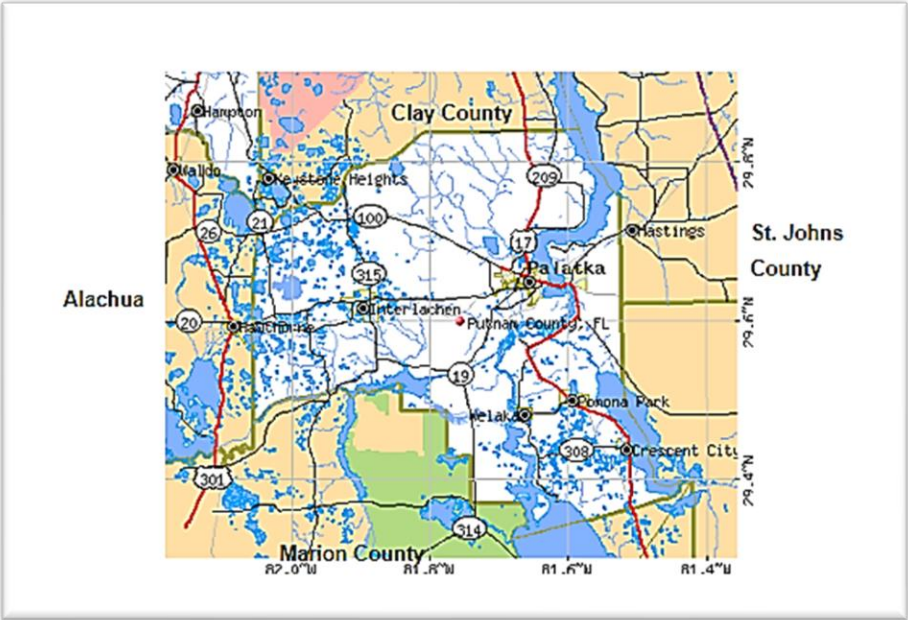 Clay County
Hampton
Waldo
Keystone Heights
209
29.8°N
26
21
100
17
Hastings
St. Johns
County
315
Palatka
Alachua
Interlachen
20
Hawthorne
Putnam County, FL
29.6°N
19
Welaka
Pomona Park
308
Crescent City
301
29.4°N
314
Marion County
82.0°W
81.8°W
81.6°W
81.4°W